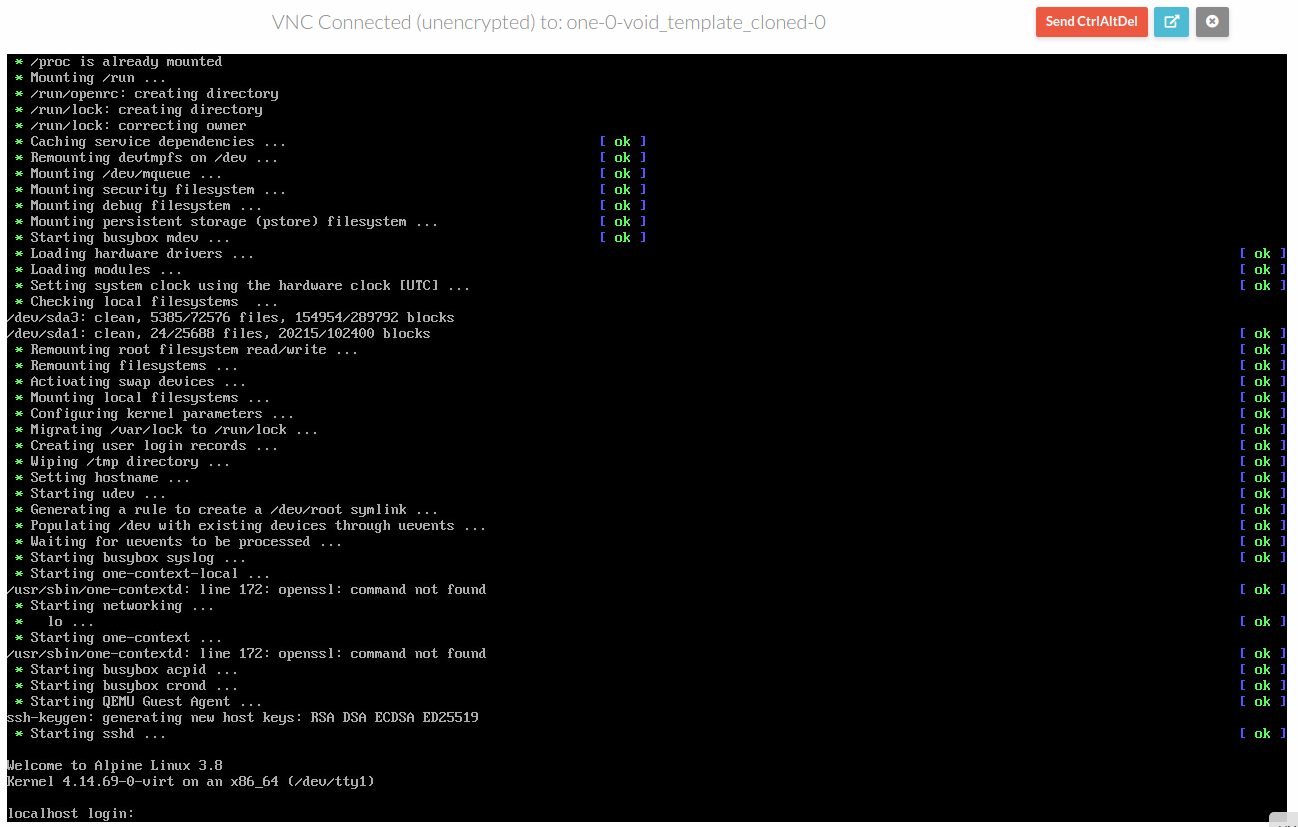 VNC Connected (unencrypted) to: one-0-void_template_cloned-0
Send CtrlAltDel
* /proc is already mounted
* Mounting /run ...
* /run/openrc: creating directory
* /run/lock: creating directory
* /run/lock: correcting owner
* Caching service dependencies ... [ ok ]
* Remounting devtmpfs on /dev ... [ ok ]
* Mounting /dev/mqueue ... [ ok ]
* Mounting security filesystem ... [ ok ]
* Mounting debug filesystem ... [ ok ]
* Mounting persistent storage (pstore) filesystem ... [ ok ]
* Starting busybox mdev ... [ ok ]
* Loading hardware drivers ... [ ok ]
* Loading modules ... [ ok ]
* Setting system clock using the hardware clock [UTC] ... [ ok ]
* Checking local filesystems  ...
/dev/sda3: clean, 5385/72576 files, 154954/289792 blocks
/dev/sda1: clean, 24/25688 files, 20215/102400 blocks [ ok ]
* Remounting root filesystem read/write ... [ ok ]
* Remounting filesystems ... [ ok ]
* Activating swap devices ... [ ok ]
* Mounting local filesystems ... [ ok ]
* Configuring kernel parameters ... [ ok ]
* Migrating /var/lock to /run/lock ... [ ok ]
* Creating user login records ... [ ok ]
* Wiping /tmp directory ... [ ok ]
* Setting hostname ... [ ok ]
* Starting udev ... [ ok ]
* Generating a rule to create a /dev/root symlink ... [ ok ]
* Populating /dev with existing devices through uevents ... [ ok ]
* Waiting for uevents to be processed ... [ ok ]
* Starting busybox syslog ... [ ok ]
* Starting one-context-local ...
/usr/sbin/one-contextd: line 172: openssl: command not found [ ok ]
* Starting networking ...
*   lo ... [ ok ]
* Starting one-context ...
/usr/sbin/one-contextd: line 172: openssl: command not found [ ok ]
* Starting busybox acpid ... [ ok ]
* Starting busybox crond ... [ ok ]
* Starting QEMU Guest Agent ... [ ok ]
ssh-keygen: generating new host keys: RSA DSA ECDSA ED25519
* Starting sshd ... [ ok ]
Welcome to Alpine Linux 3.8
Kernel 4.14.69-0-virt on an x86_64 (/dev/tty1)
localhost login: